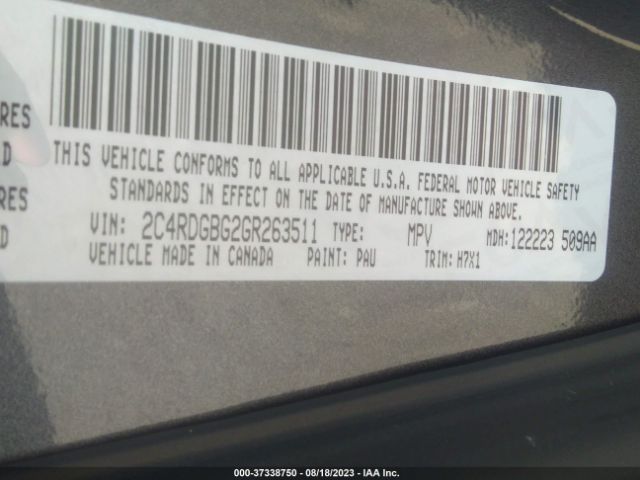 RES
D
RES
D
THIS VEHICLE CONFORMS TO ALL APPLICABLE U.S.A. FEDERAL MOTOR VEHICLE SAFETY
STANDARDS IN EFFECT ON THE DATE OF MANUFACTURE SHOWN ABOVE.
VIN: 2C4RDGBG2GR263511 TYPE: MPV MDH:122223 509AA
VEHICLE MADE IN CANADA PAINT: PAU TRIM: H7X1
000-37338750 - 08/18/2023 - IAA Inc.